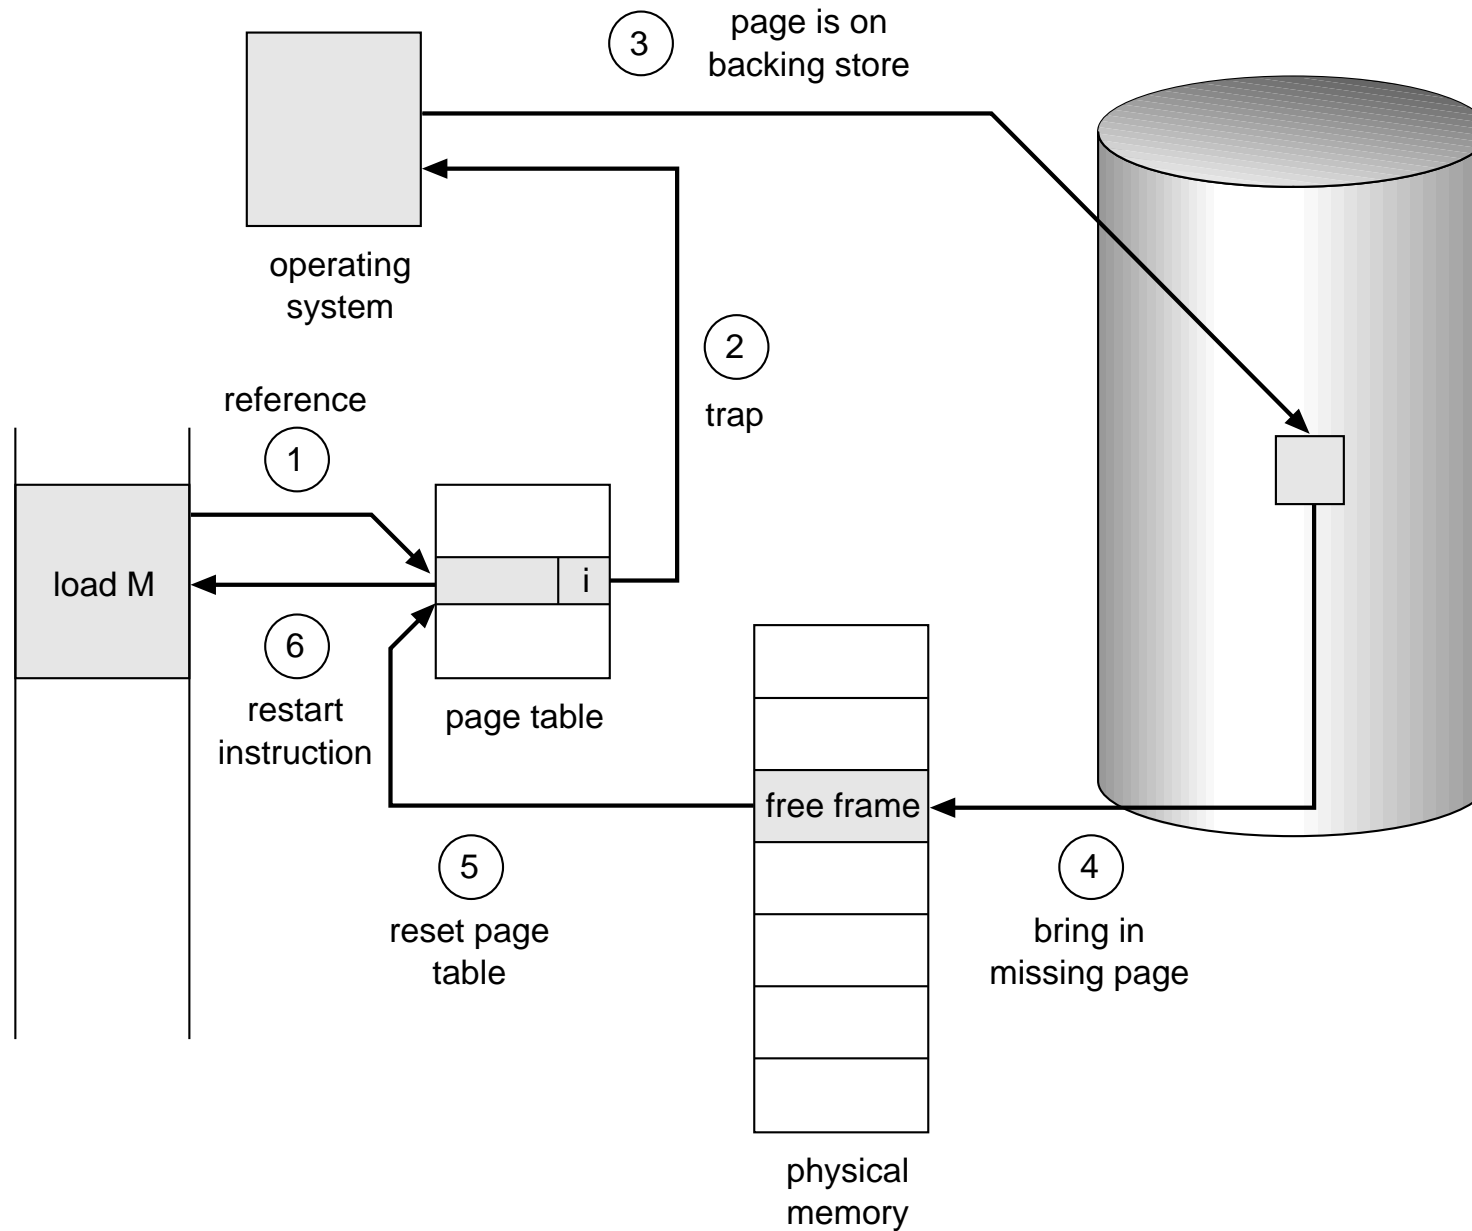 3
page is on
backing store
operating
system
2
trap
reference
1
load M
i
6
restart
instruction
page table
free frame
5
reset page
table
4
bring in
missing page
physical
memory